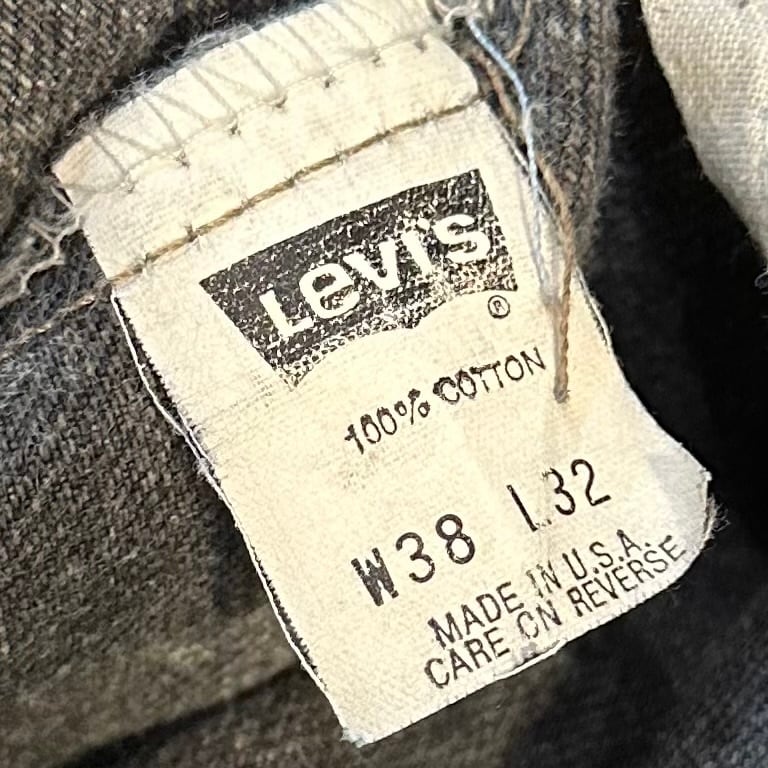 Levi's
®
100% COTTON
W38 L32
MADE IN U.S.A.
CARE ON REVERSE